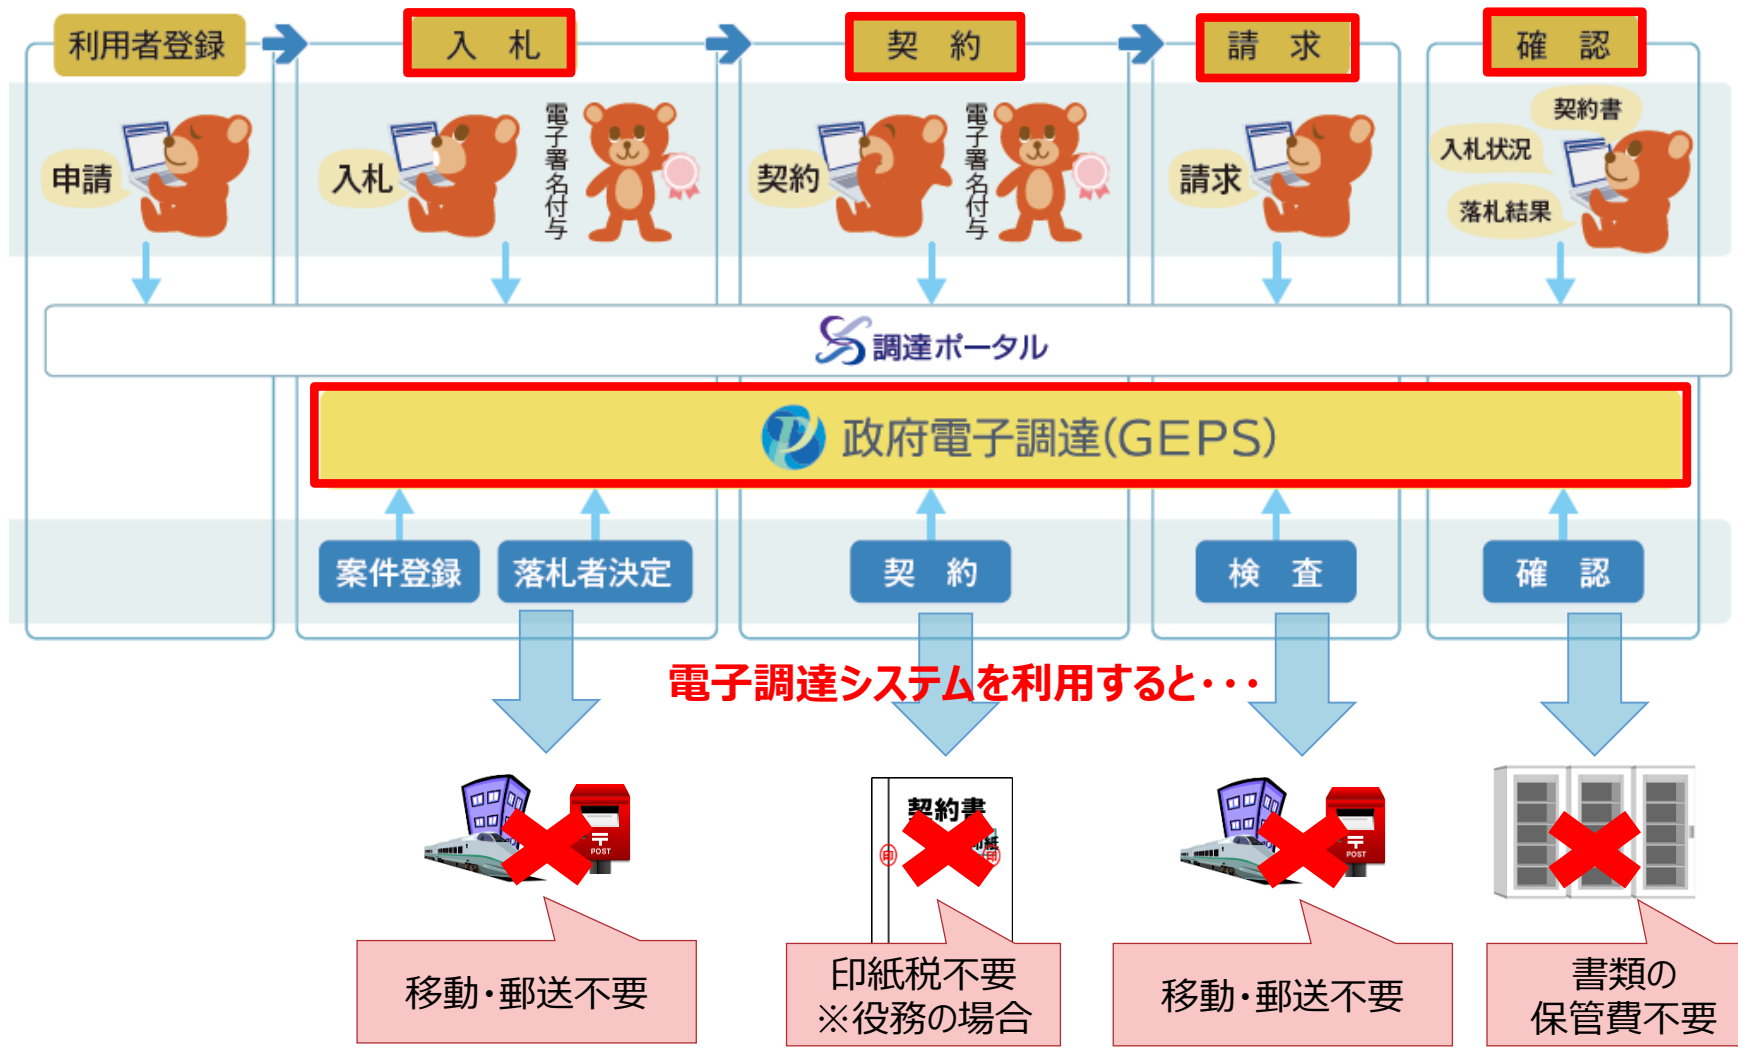 利用者登録
入 札
契 約
請 求
確 認
申請
入札
電子署名付与
契約
電子署名付与
請求
契約書
入札状況
落札結果
調達ポータル
政府電子調達(GEPS)
案件登録
落札者決定
契 約
検 査
確 認
電子調達システムを利用すると・・・
〒
POST
契約書
印紙
印
印
〒
POST
移動・郵送不要
印紙税不要
※役務の場合
移動・郵送不要
書類の
保管費不要